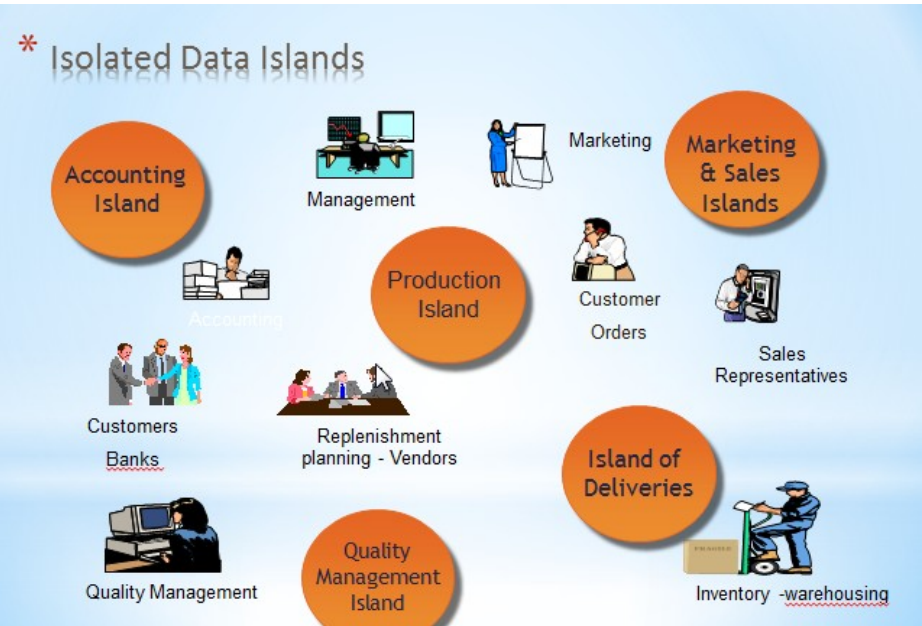 * Isolated Data Islands
Accounting
Island
Management
Marketing
Marketing
& Sales
Islands
Production
Island
Accounting
Customer
Orders
Sales
Representatives
Customers
Banks
Replenishment
planning - Vendors
Island of
Deliveries
Quality Management
Quality
Management
Island
Inventory -warehousing